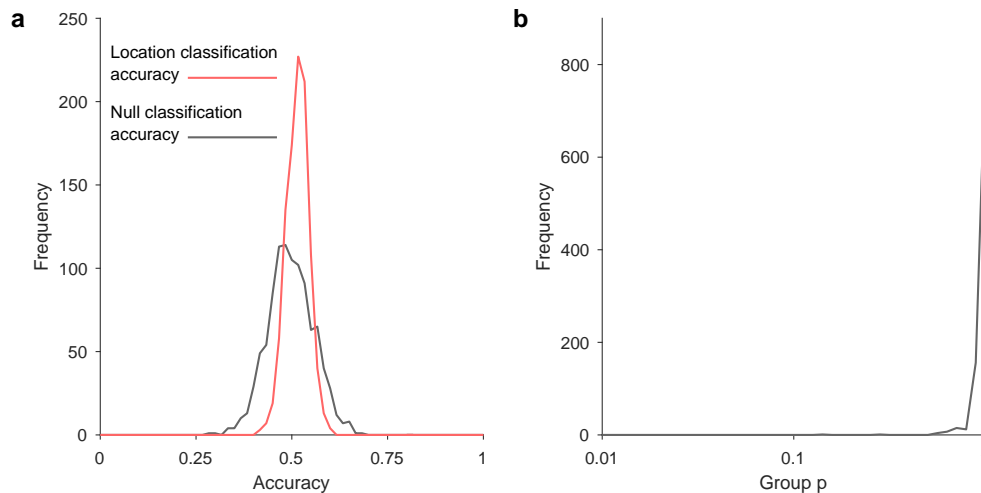 a
250
200
150
100
50
0
Frequency
Location classification
accuracy
Null classification
accuracy
0 0.25 0.5 0.75 1
Accuracy
b
800
600
400
200
0
Frequency
0.01 0.1
Group p